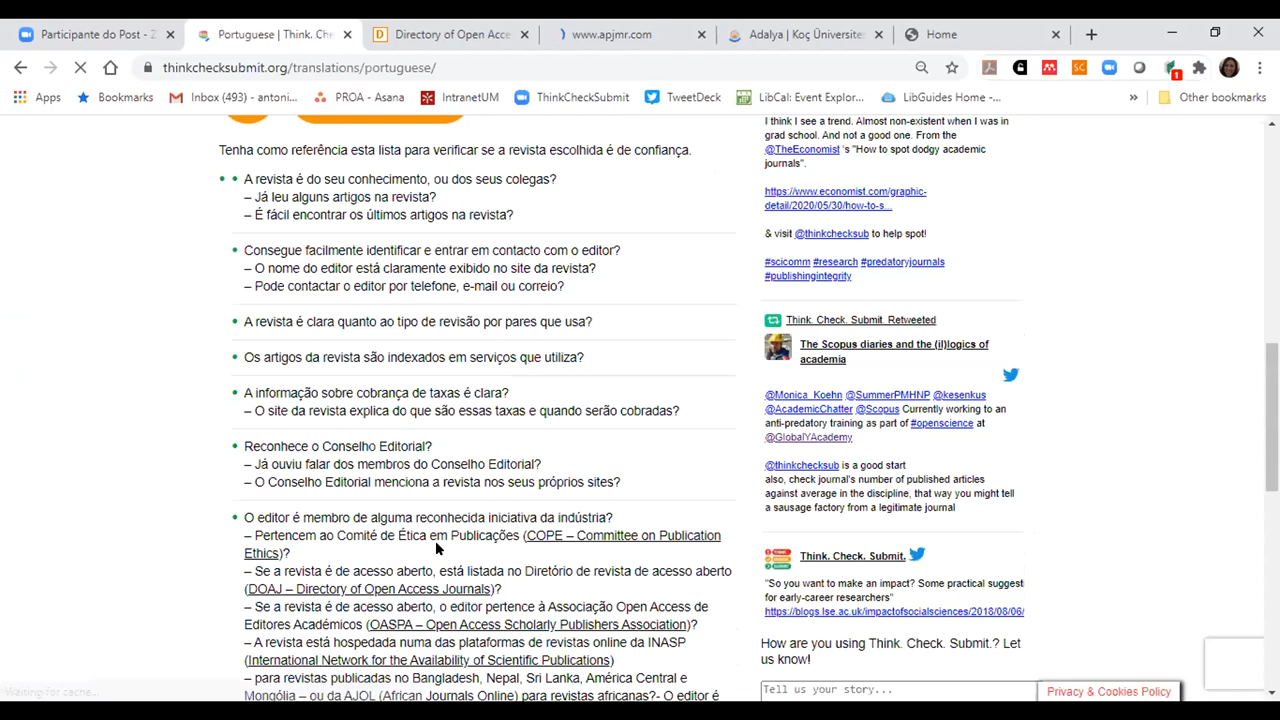 Participante do Post - Z
Portuguese | Think. Che
Directory of Open Acce
www.apjmr.com
Adalya | Koç Üniversite
Home
thinkchecksubmit.org/translations/portuguese/
1
Apps
Bookmarks
Inbox (493) - antoni...
PROA - Asana
IntranetUM
ThinkCheckSubmit
TweetDeck
LibCal: Event Explor...
LibGuides Home -...
»
Other bookmarks
Tenha como referência esta lista para verificar se a revista escolhida é de confiança.
A revista é do seu conhecimento, ou dos seus colegas?
– Já leu alguns artigos na revista?
– É fácil encontrar os últimos artigos na revista?
Consegue facilmente identificar e entrar em contacto com o editor?
– O nome do editor está claramente exibido no site da revista?
– Pode contactar o editor por telefone, e-mail ou correio?
A revista é clara quanto ao tipo de revisão por pares que usa?
Os artigos da revista são indexados em serviços que utiliza?
A informação sobre cobrança de taxas é clara?
– O site da revista explica do que são essas taxas e quando serão cobradas?
Reconhece o Conselho Editorial?
– Já ouviu falar dos membros do Conselho Editorial?
– O Conselho Editorial menciona a revista nos seus próprios sites?
O editor é membro de alguma reconhecida iniciativa da indústria?
– Pertencem ao Comité de Ética em Publicações (COPE – Committee on Publication
Ethics)?
– Se a revista é de acesso aberto, está listada no Diretório de revista de acesso aberto
(DOAJ – Directory of Open Access Journals)?
– Se a revista é de acesso aberto, o editor pertence à Associação Open Access de
Editores Académicos (OASPA – Open Access Scholarly Publishers Association)?
– A revista está hospedada numa das plataformas de revistas online da INASP
(International Network for the Availability of Scientific Publications)
– para revistas publicadas no Bangladesh, Nepal, Sri Lanka, América Central e
Mongólia – ou da AJOL (African Journals Online) para revistas africanas?- O editor é
Waiting for cache...
I think I see a trend. Almost non-existent when I was in
grad school. And not a good one. From the
@TheEconomist 's "How to spot dodgy academic
journals".
https://www.economist.com/graphic-
detail/2020/05/30/how-to-s...
& visit @thinkchecksub to help spot!
#scicomm #research #predatoryjournals
#publishingintegrity
Think. Check. Submit. Retweeted
The Scopus diaries and the (il)logics of
academia
@Monica_Koehn @SummerPMHNP @kesenkus
@AcademicChatter @Scopus Currently working to an
anti-predatory training as part of #openscience at
@GlobalYAcademy
@thinkchecksub is a good start
also, check journal's number of published articles
against average in the discipline, that way you might tell
a sausage factory from a legitimate journal
Think. Check. Submit.
"So you want to make an impact? Some practical suggest
for early-career researchers"
https://blogs.lse.ac.uk/impactofsocialsciences/2018/08/06/
How are you using Think. Check. Submit.? Let
us know!
Tell us your story...
Privacy & Cookies Policy